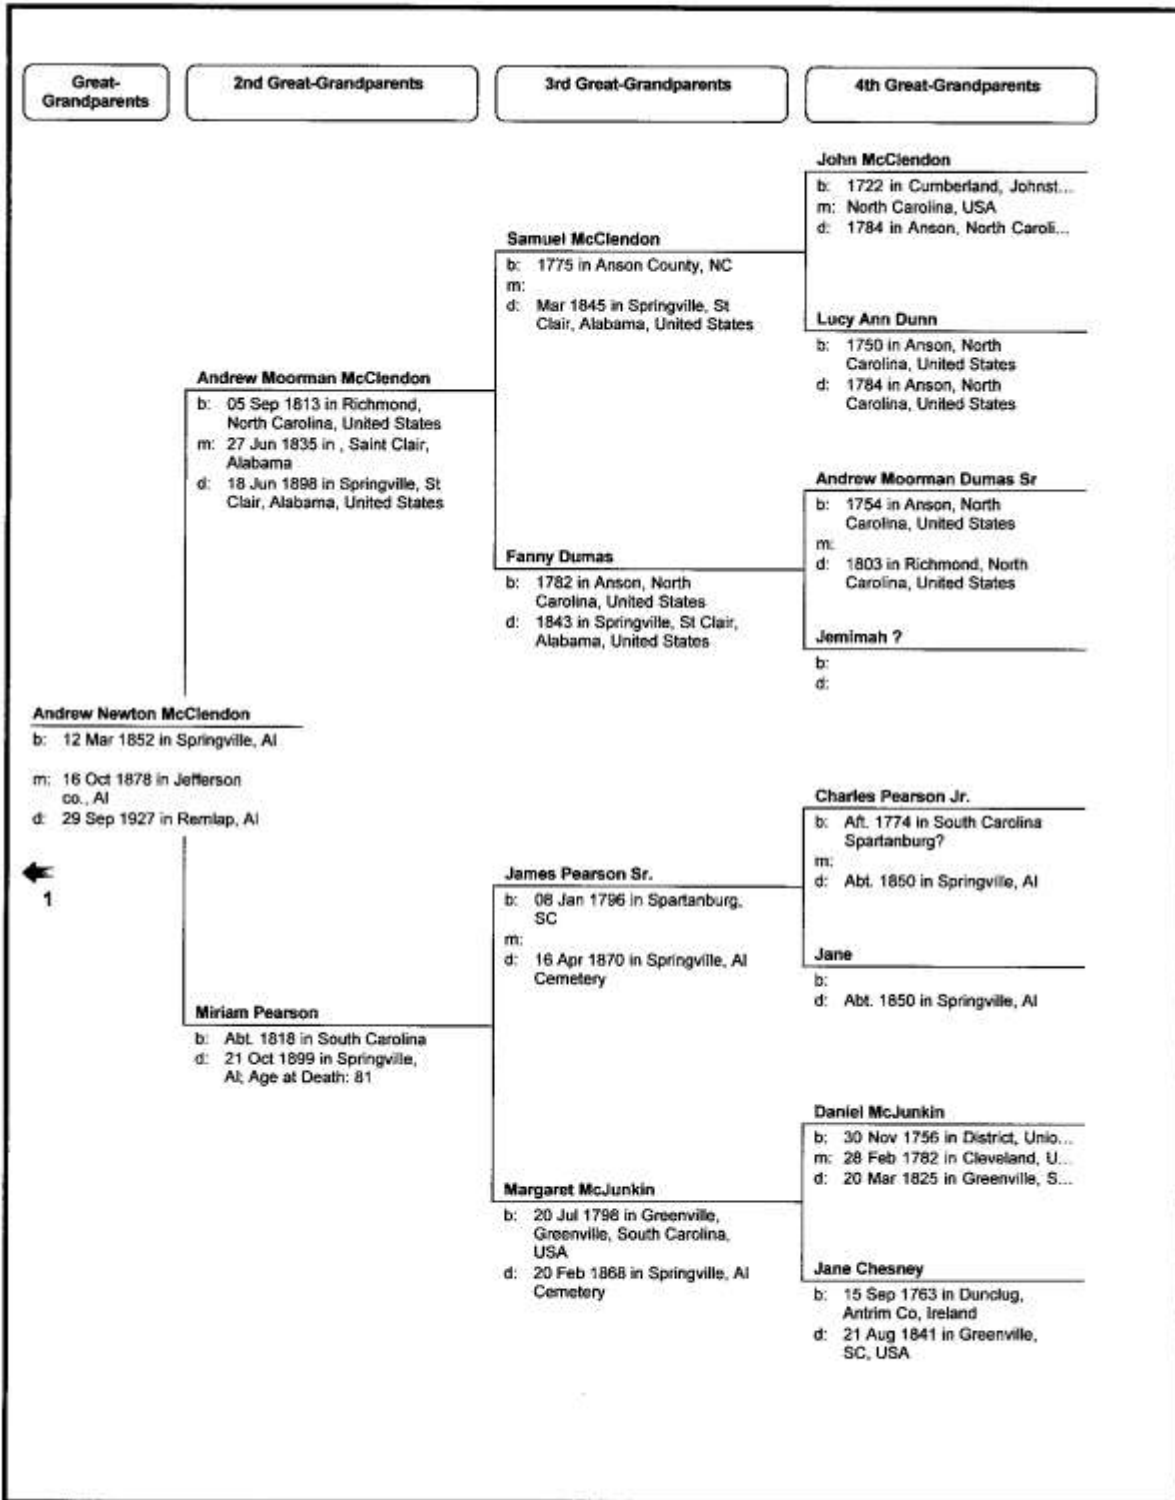 Great-
Grandparents
2nd Great-Grandparents
3rd Great-Grandparents
4th Great-Grandparents
John McClendon
b: 1722 in Cumberland, Johnst...
m: North Carolina, USA
d: 1784 in Anson, North Caroli...
Samuel McClendon
b: 1775 in Anson County, NC
m:
d: Mar 1845 in Springville, St
Clair, Alabama, United States
Lucy Ann Dunn
b: 1750 in Anson, North
Carolina, United States
d: 1784 in Anson, North
Carolina, United States
Andrew Moorman McClendon
b: 05 Sep 1813 in Richmond,
North Carolina, United States
m: 27 Jun 1835 in , Saint Clair,
Alabama
d: 18 Jun 1898 in Springville, St
Clair, Alabama, United States
Andrew Moorman Dumas Sr
b: 1754 in Anson, North
Carolina, United States
m:
d: 1803 in Richmond, North
Carolina, United States
Fanny Dumas
b: 1782 in Anson, North
Carolina, United States
d: 1843 in Springville, St Clair,
Alabama, United States
Jemimah ?
b:
d:
Andrew Newton McClendon
b: 12 Mar 1852 in Springville, Al
m: 16 Oct 1878 in Jefferson
co., Al
d: 29 Sep 1927 in Remlap, Al
1
Charles Pearson Jr.
b: Aft. 1774 in South Carolina
Spartanburg?
m:
d: Abt. 1850 in Springville, Al
James Pearson Sr.
b: 08 Jan 1796 in Spartanburg,
SC
m:
d: 16 Apr 1870 in Springville, Al
Cemetery
Jane
b:
d: Abt. 1850 in Springville, Al
Miriam Pearson
b: Abt. 1818 in South Carolina
d: 21 Oct 1899 in Springville,
Al; Age at Death: 81
Daniel McJunkin
b: 30 Nov 1756 in District, Unio...
m: 28 Feb 1782 in Cleveland, U...
d: 20 Mar 1825 in Greenville, S...
Margaret McJunkin
b: 20 Jul 1798 in Greenville,
Greenville, South Carolina,
USA
d: 20 Feb 1868 in Springville, Al
Cemetery
Jane Chesney
b: 15 Sep 1763 in Dunclug,
Antrim Co, Ireland
d: 21 Aug 1841 in Greenville,
SC, USA